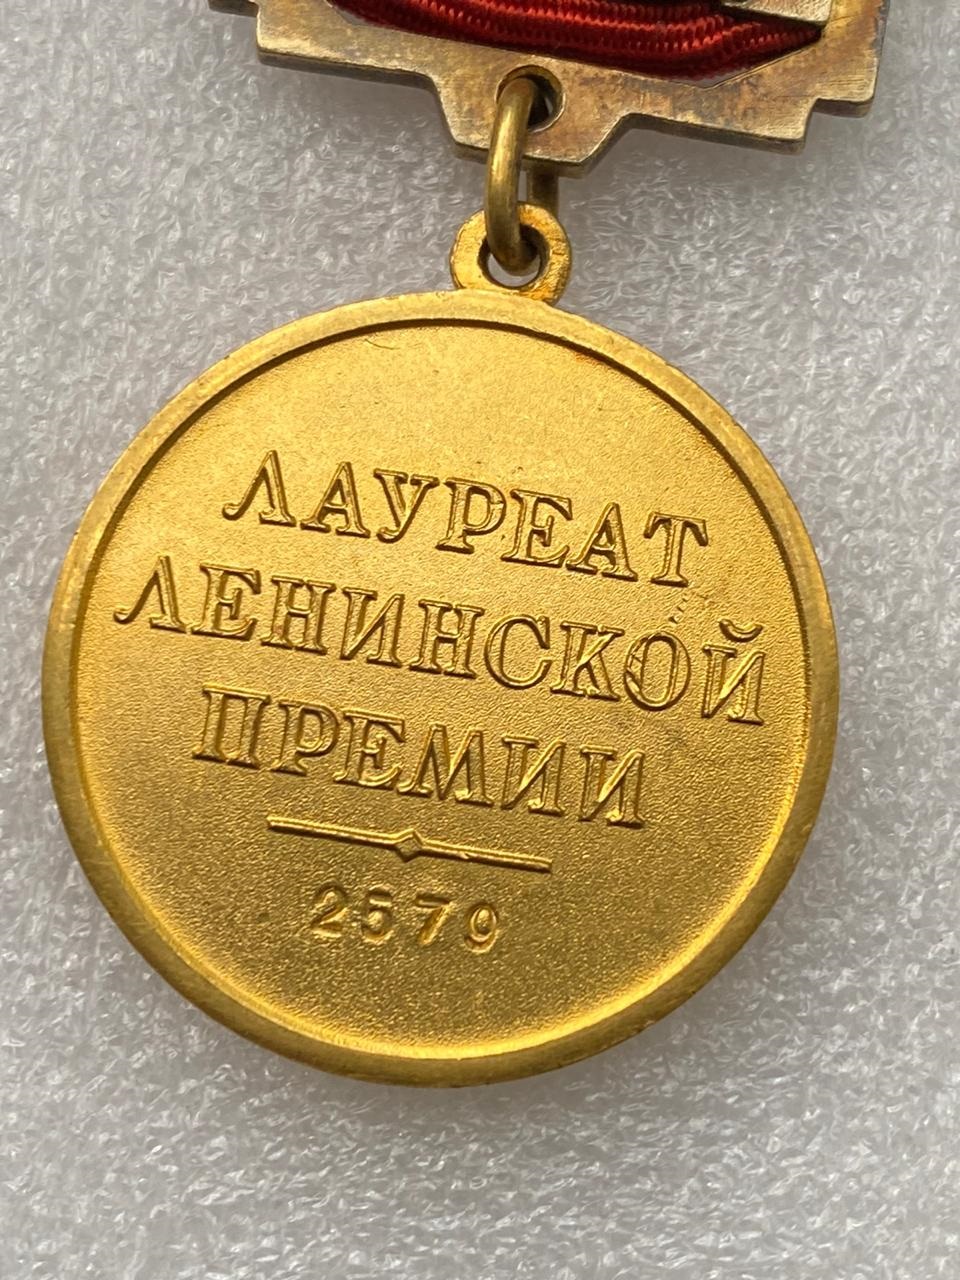 ЛАУРЕАТ
ЛЕНИНСКОЙ
ПРЕМИИ
2579